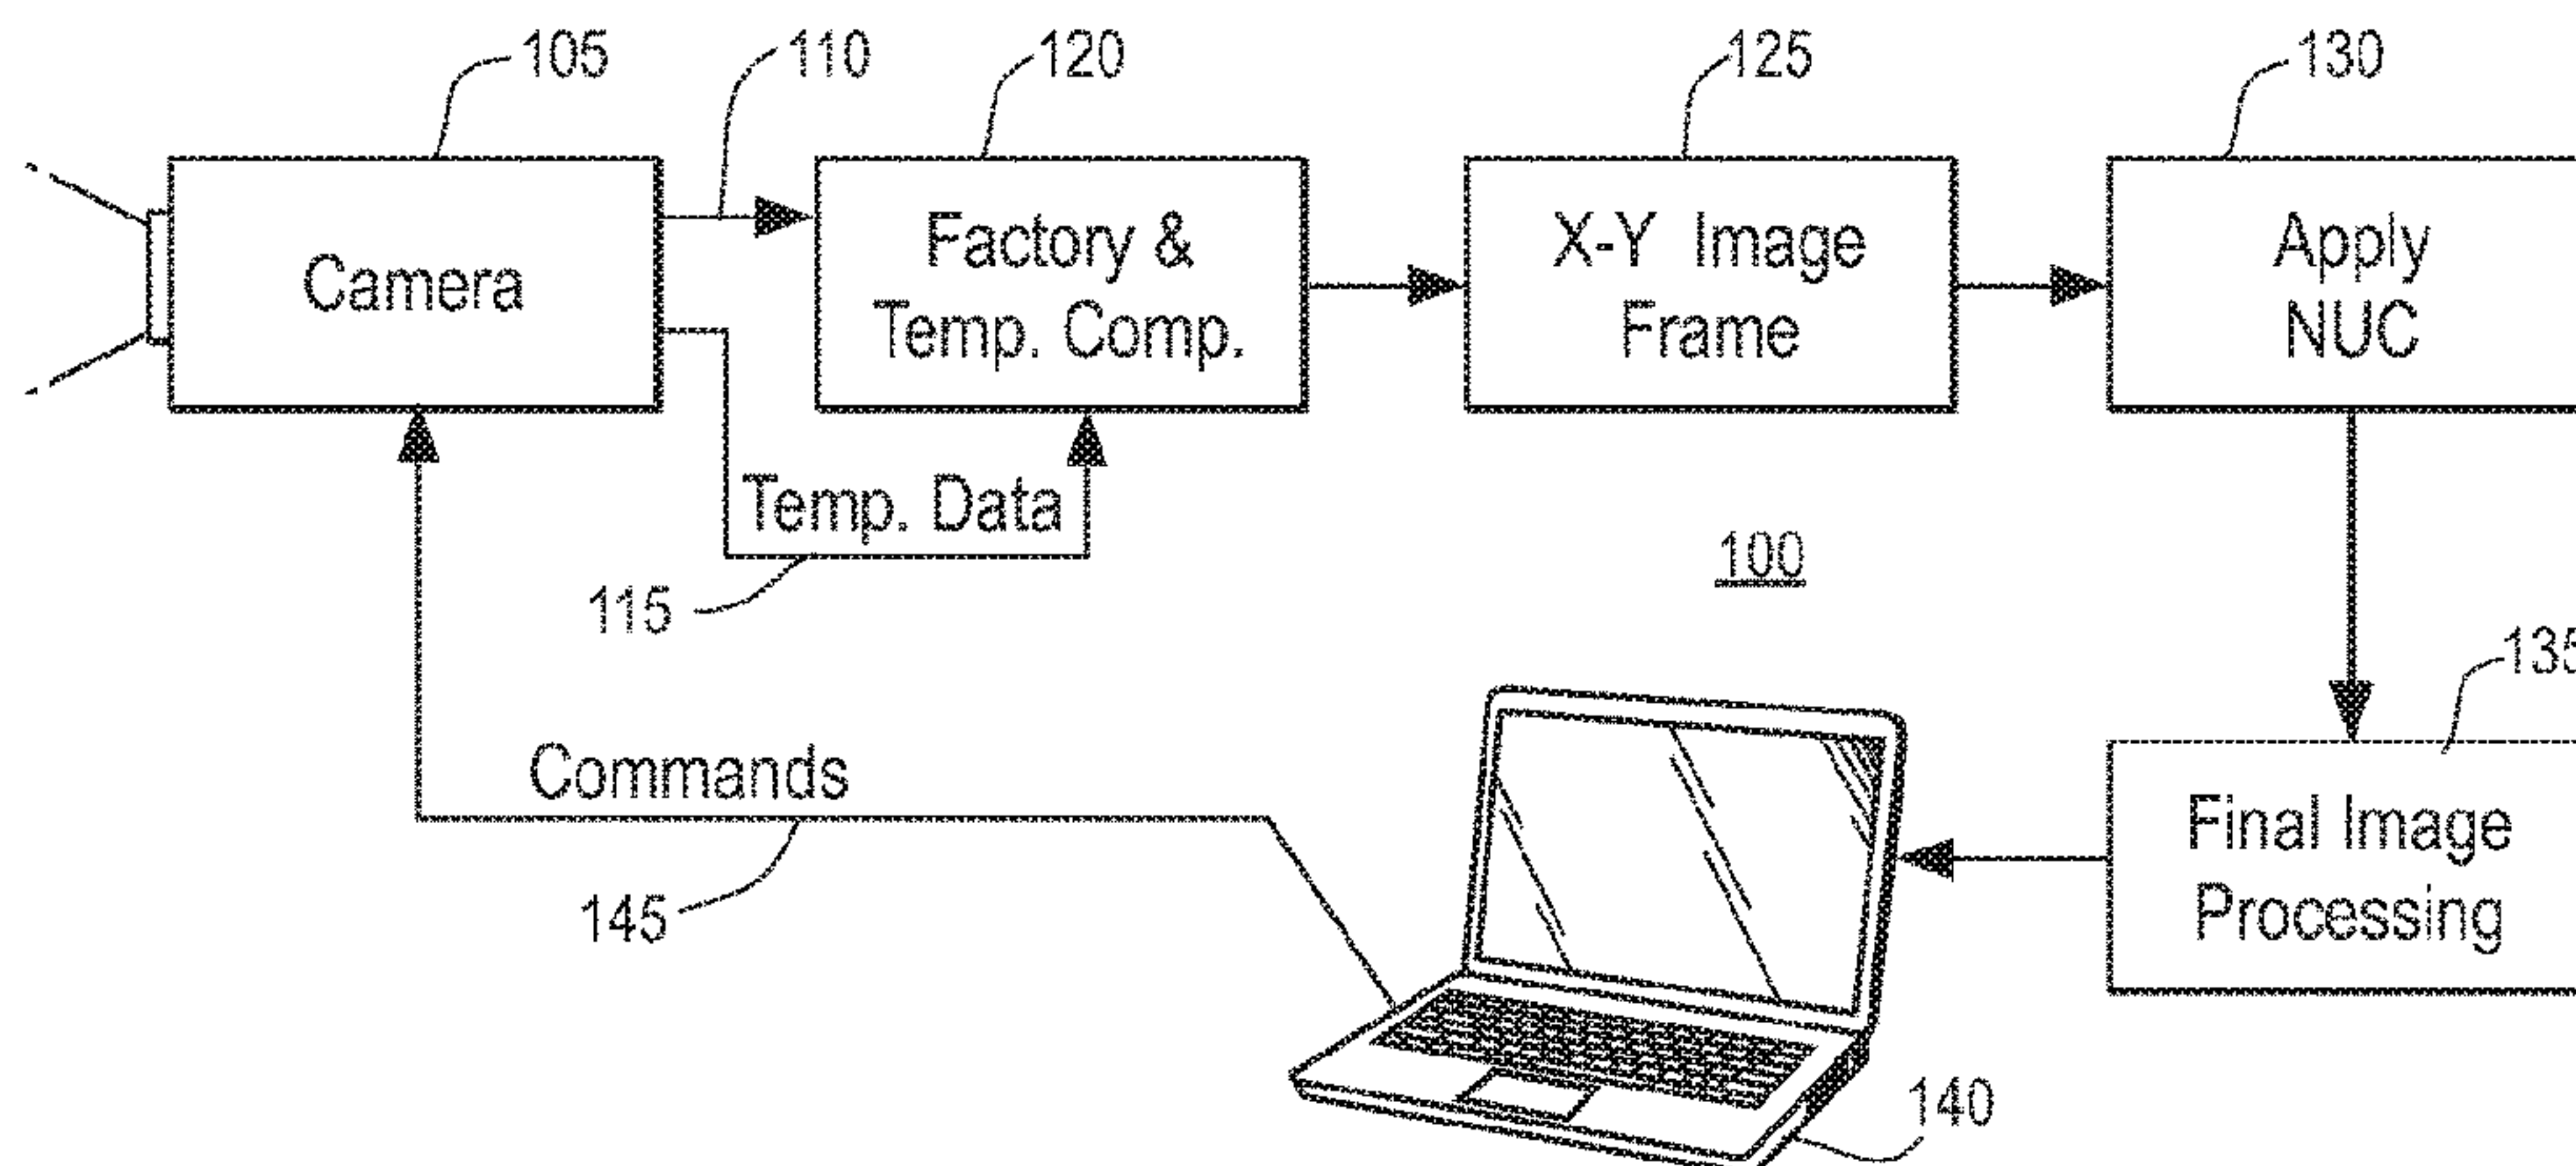 105
110
120
125
130
Camera
Factory &
Temp. Comp.
X-Y Image
Frame
Apply
NUC
Temp. Data
115
100
135
Commands
145
Final Image
Processing
140